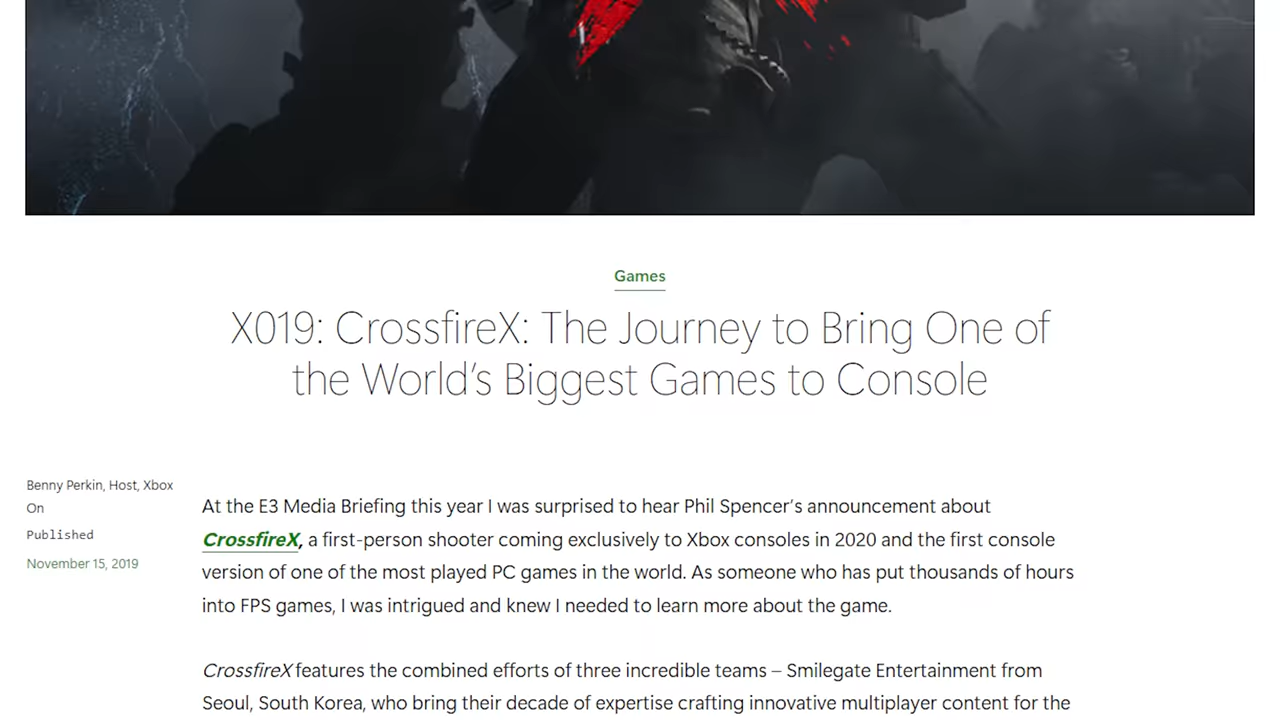 Games
X019: CrossfireX: The Journey to Bring One of
the World’s Biggest Games to Console
Benny Perkin, Host, Xbox
On
Published
November 15, 2019
At the E3 Media Briefing this year I was surprised to hear Phil Spencer’s announcement about
CrossfireX, a first-person shooter coming exclusively to Xbox consoles in 2020 and the first console
version of one of the most played PC games in the world. As someone who has put thousands of hours
into FPS games, I was intrigued and knew I needed to learn more about the game.
CrossfireX features the combined efforts of three incredible teams – Smilegate Entertainment from
Seoul, South Korea, who bring their decade of expertise crafting innovative multiplayer content for the